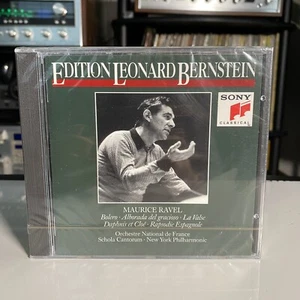 EDITION LEONARD BERNSTEIN
SONY
CLASSICAL
MAURICE RAVEL
Bolero · Alborada del gracioso · La Valse
Daphnis et Chloé · Rapsodie Espagnole
Orchestre National de France
Schola Cantorum · New York Philharmonic